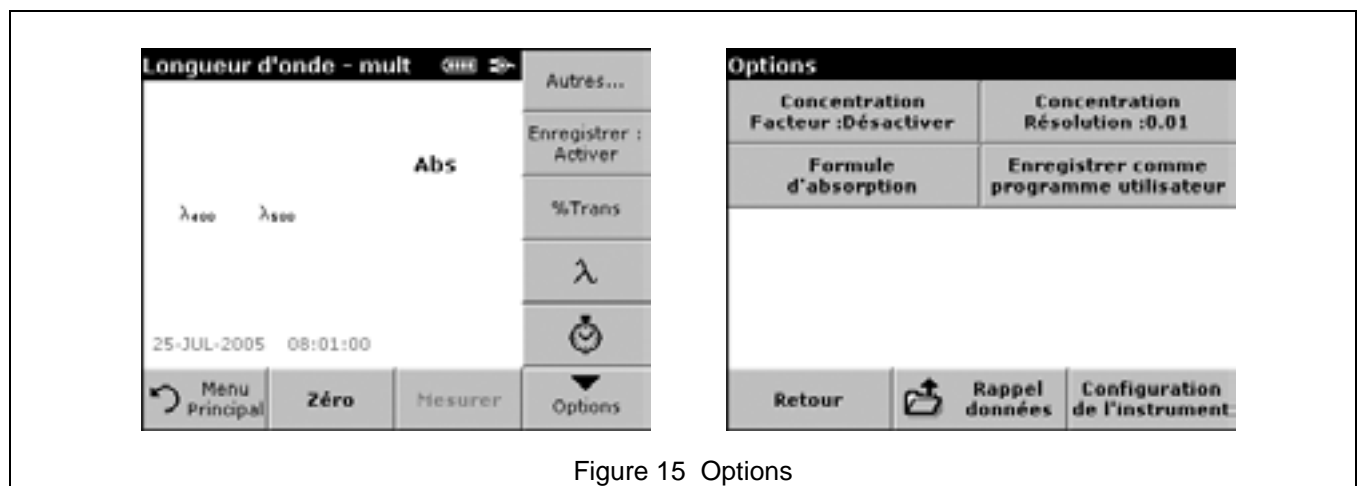 Longueur d'onde - mult
Autres...
Enregistrer :
Activer
Abs
%Trans
λ400 λ500
λ
25-JUL-2005 08:01:00
Menu
Principal
Zéro
Mesurer
Options
Options
Concentration
Facteur :Désactiver
Concentration
Résolution :0.01
Formule
d'absorption
Enregistrer comme
programme utilisateur
Retour
Rappel
données
Configuration
de l'instrument
Figure 15 Options